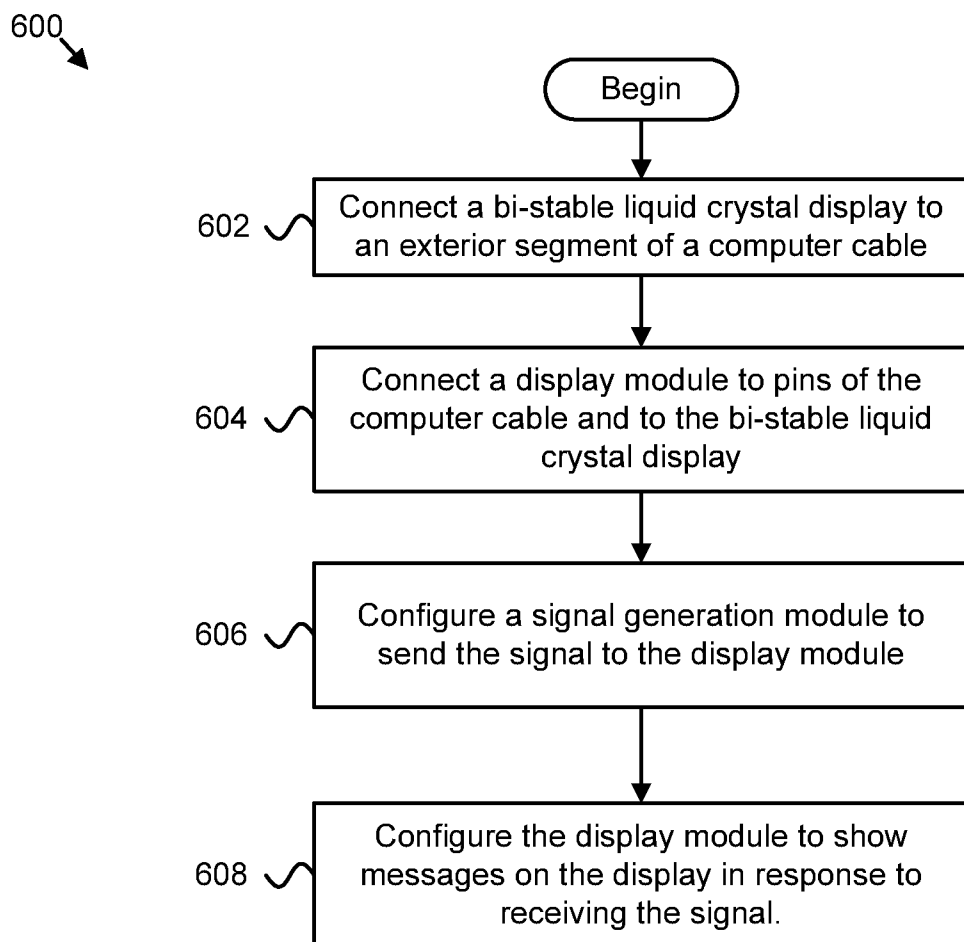 600
Begin
602
Connect a bi-stable liquid crystal display to
an exterior segment of a computer cable
604
Connect a display module to pins of the
computer cable and to the bi-stable liquid
crystal display
606
Configure a signal generation module to
send the signal to the display module
608
Configure the display module to show
messages on the display in response to
receiving the signal.